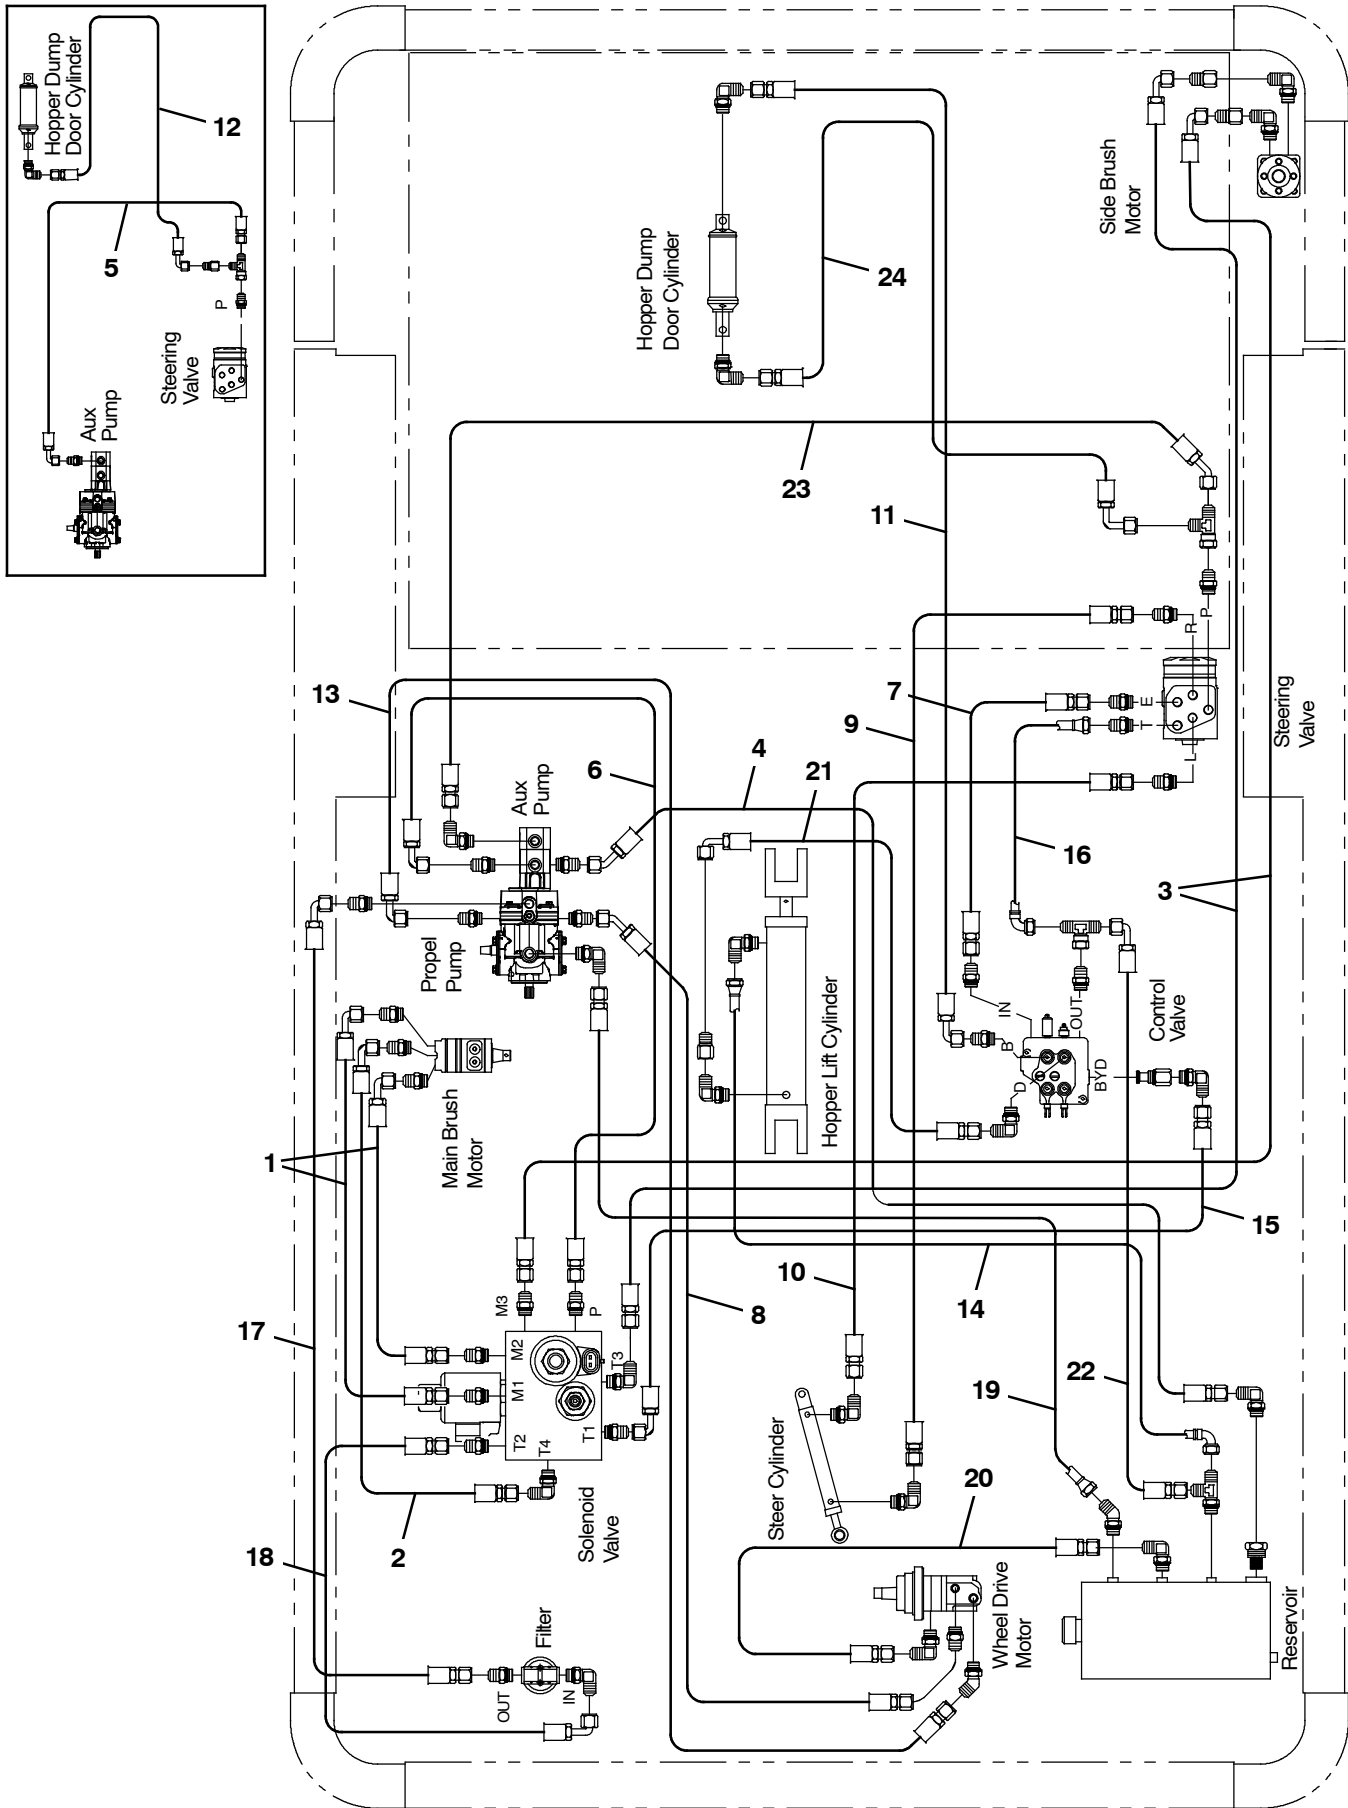 Hopper Dump
Door Cylinder
12
5
P
Steering
Valve
Aux
Pump
Side Brush
Motor
Hopper Dump
Door Cylinder
24
23
11
R
P
13
7
9
E
T
L
Steering
Valve
4
6
21
Aux
Pump
16
3
Propel
Pump
IN
OUT
B
D
BYD
Control
Valve
Hopper Lift Cylinder
Main Brush
Motor
1
15
10
14
8
M3
P
17
M2
M1
T3
T2
T4
T1
19
22
Steer Cylinder
Solenoid
Valve
2
20
18
Filter
OUT
IN
Wheel Drive
Motor
Reservoir